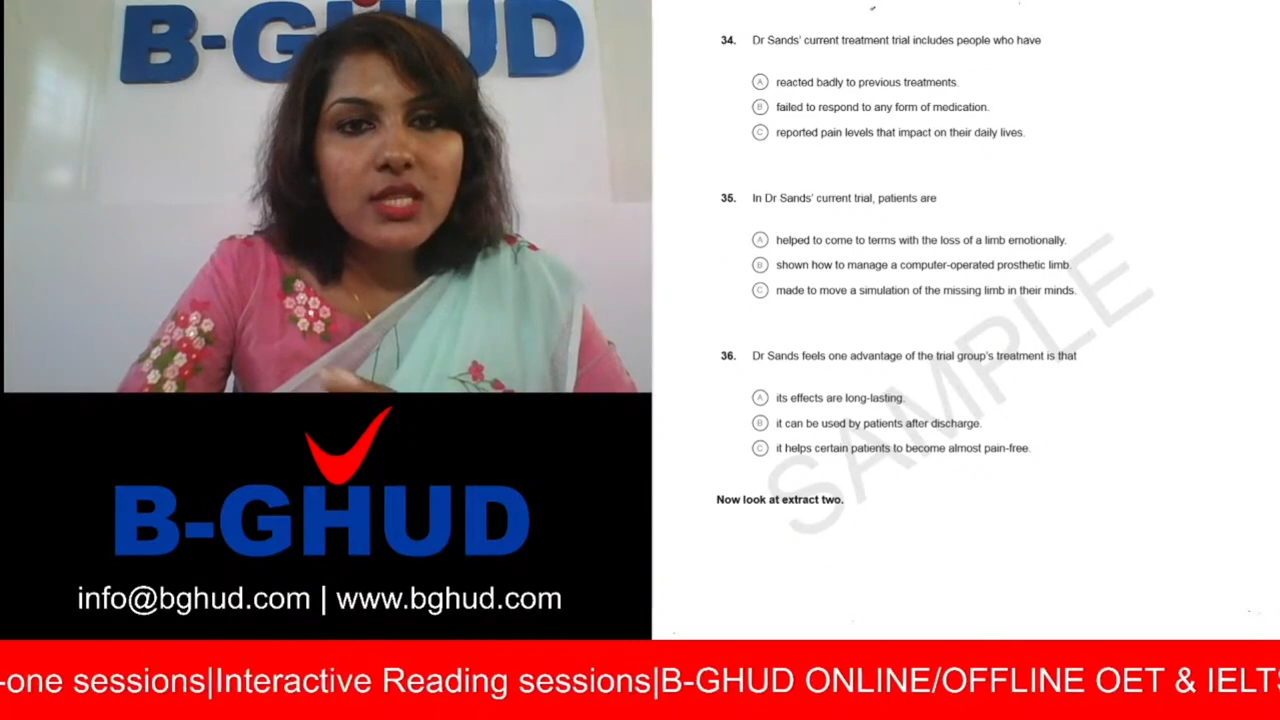 B-GHUD
34. Dr Sands' current treatment trial includes people who have
A reacted badly to previous treatments.
B failed to respond to any form of medication.
C reported pain levels that impact on their daily lives.
35. In Dr Sands' current trial, patients are
A helped to come to terms with the loss of a limb emotionally.
B shown how to manage a computer-operated prosthetic limb.
C made to move a simulation of the missing limb in their minds.
36. Dr Sands feels one advantage of the trial group's treatment is that
A its effects are long-lasting.
B it can be used by patients after discharge.
C it helps certain patients to become almost pain-free.
Now look at extract two.
SAMPLE
B-GHUD
info@bghud.com | www.bghud.com
-one sessions|Interactive Reading sessions|B-GHUD ONLINE/OFFLINE OET & IELTS